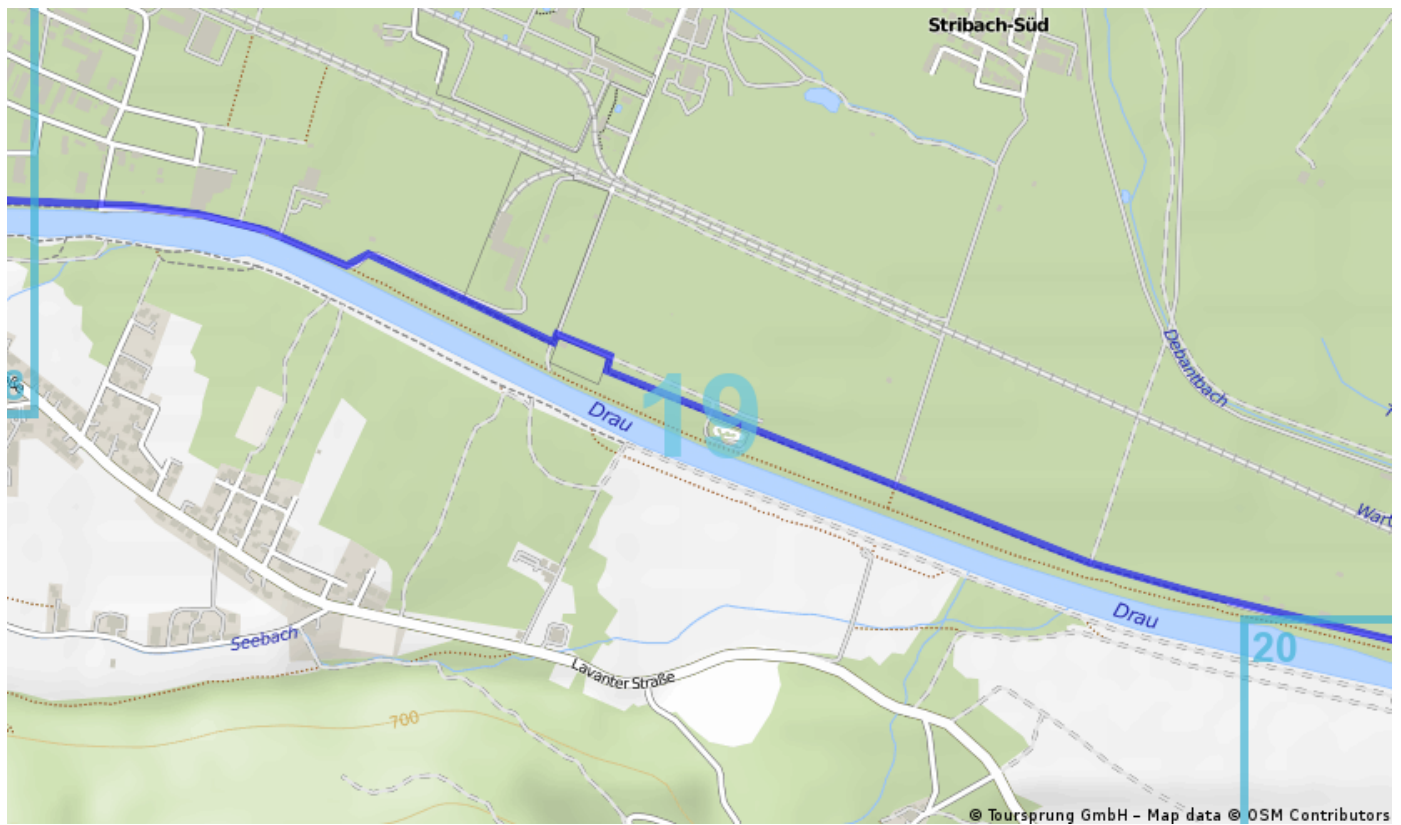 Stribach-Süd
Debantbach
19
Drau
Drau
Seebach
Lavanter Straße
20
700
© Toursprung GmbH – Map data © OSM Contributors